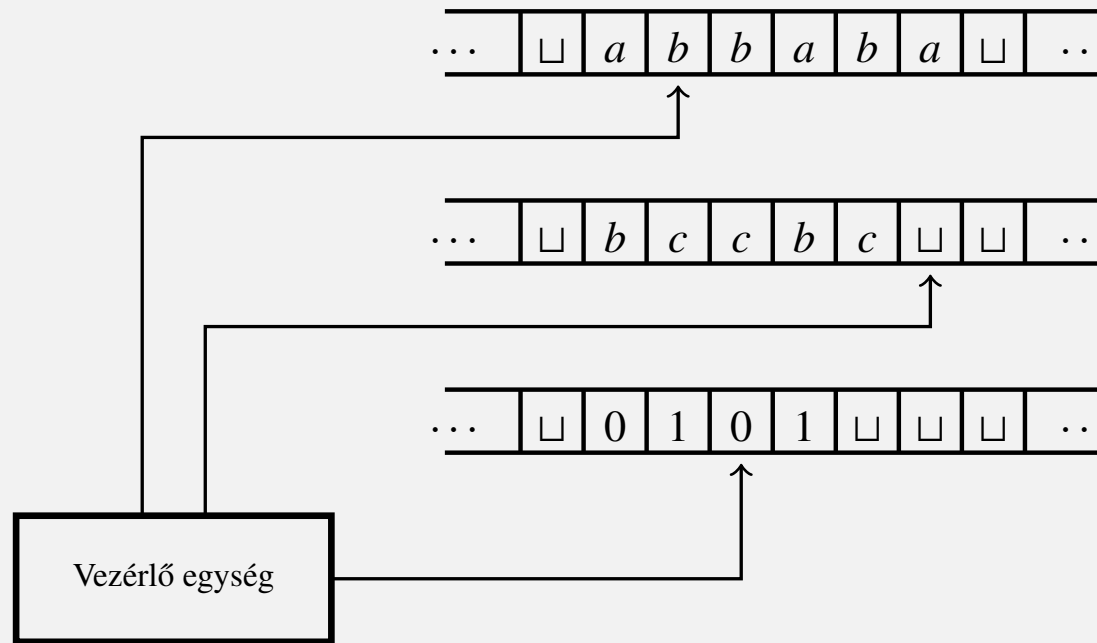 ··· ⊔ a b b a b a ⊔ ··
··· ⊔ b c c b c ⊔ ⊔ ··
··· ⊔ 0 1 0 1 ⊔ ⊔ ⊔ ··
Vezérlő egység